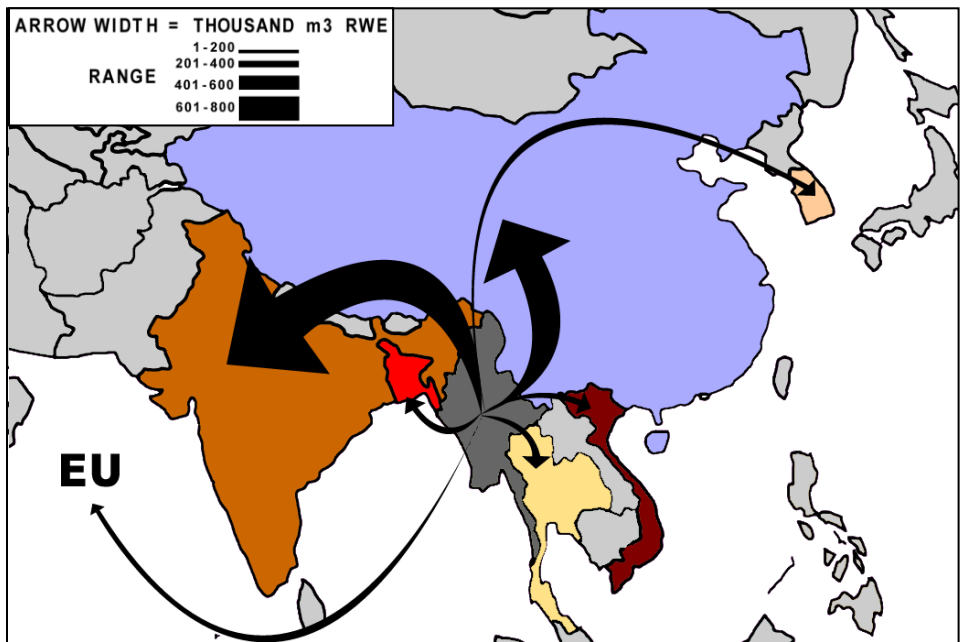 ARROW WIDTH = THOUSAND m3 RWE
RANGE
1-200
201-400
401-600
601-800
EU